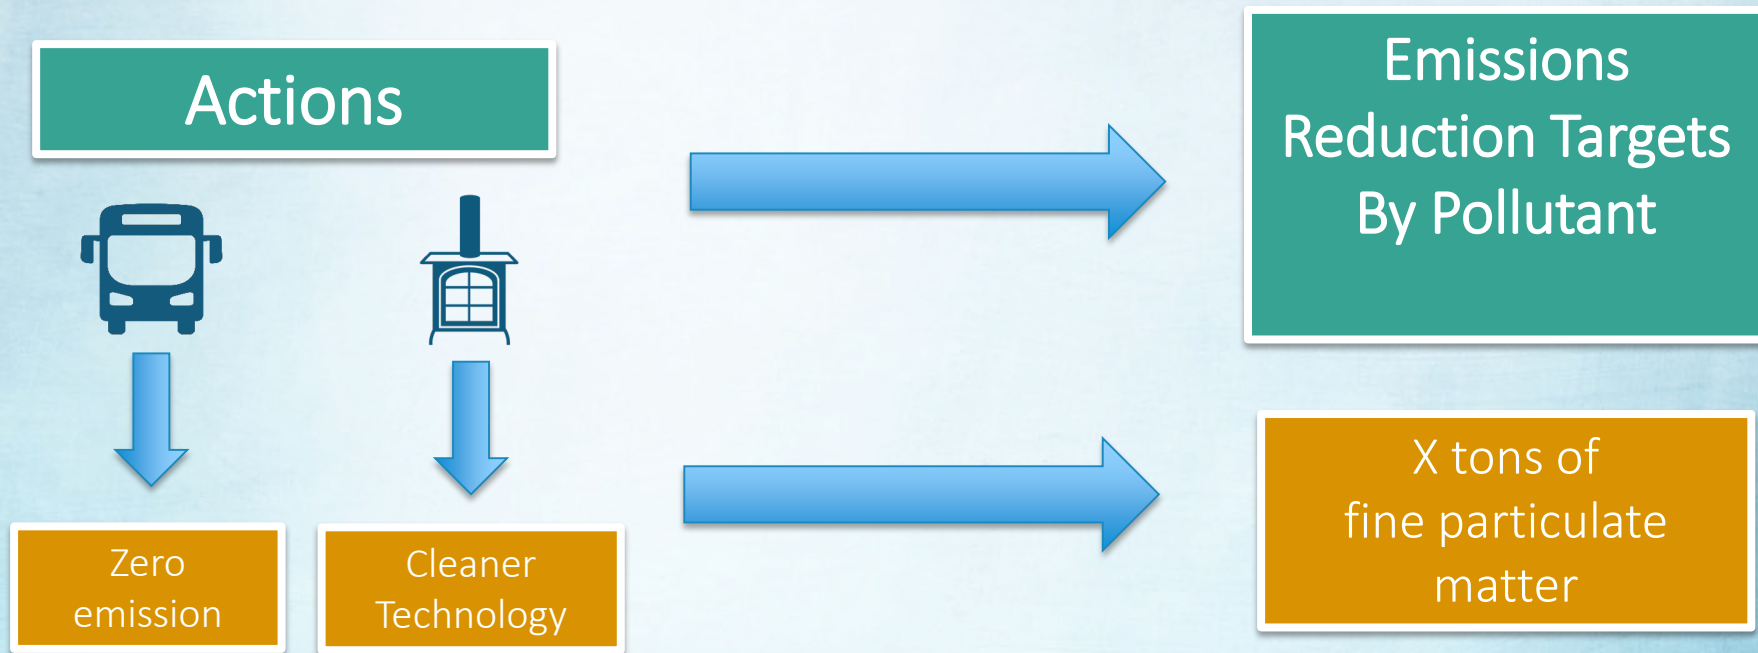 Actions
Emissions
Reduction Targets
By Pollutant
Zero
emission
Cleaner
Technology
X tons of
fine particulate
matter